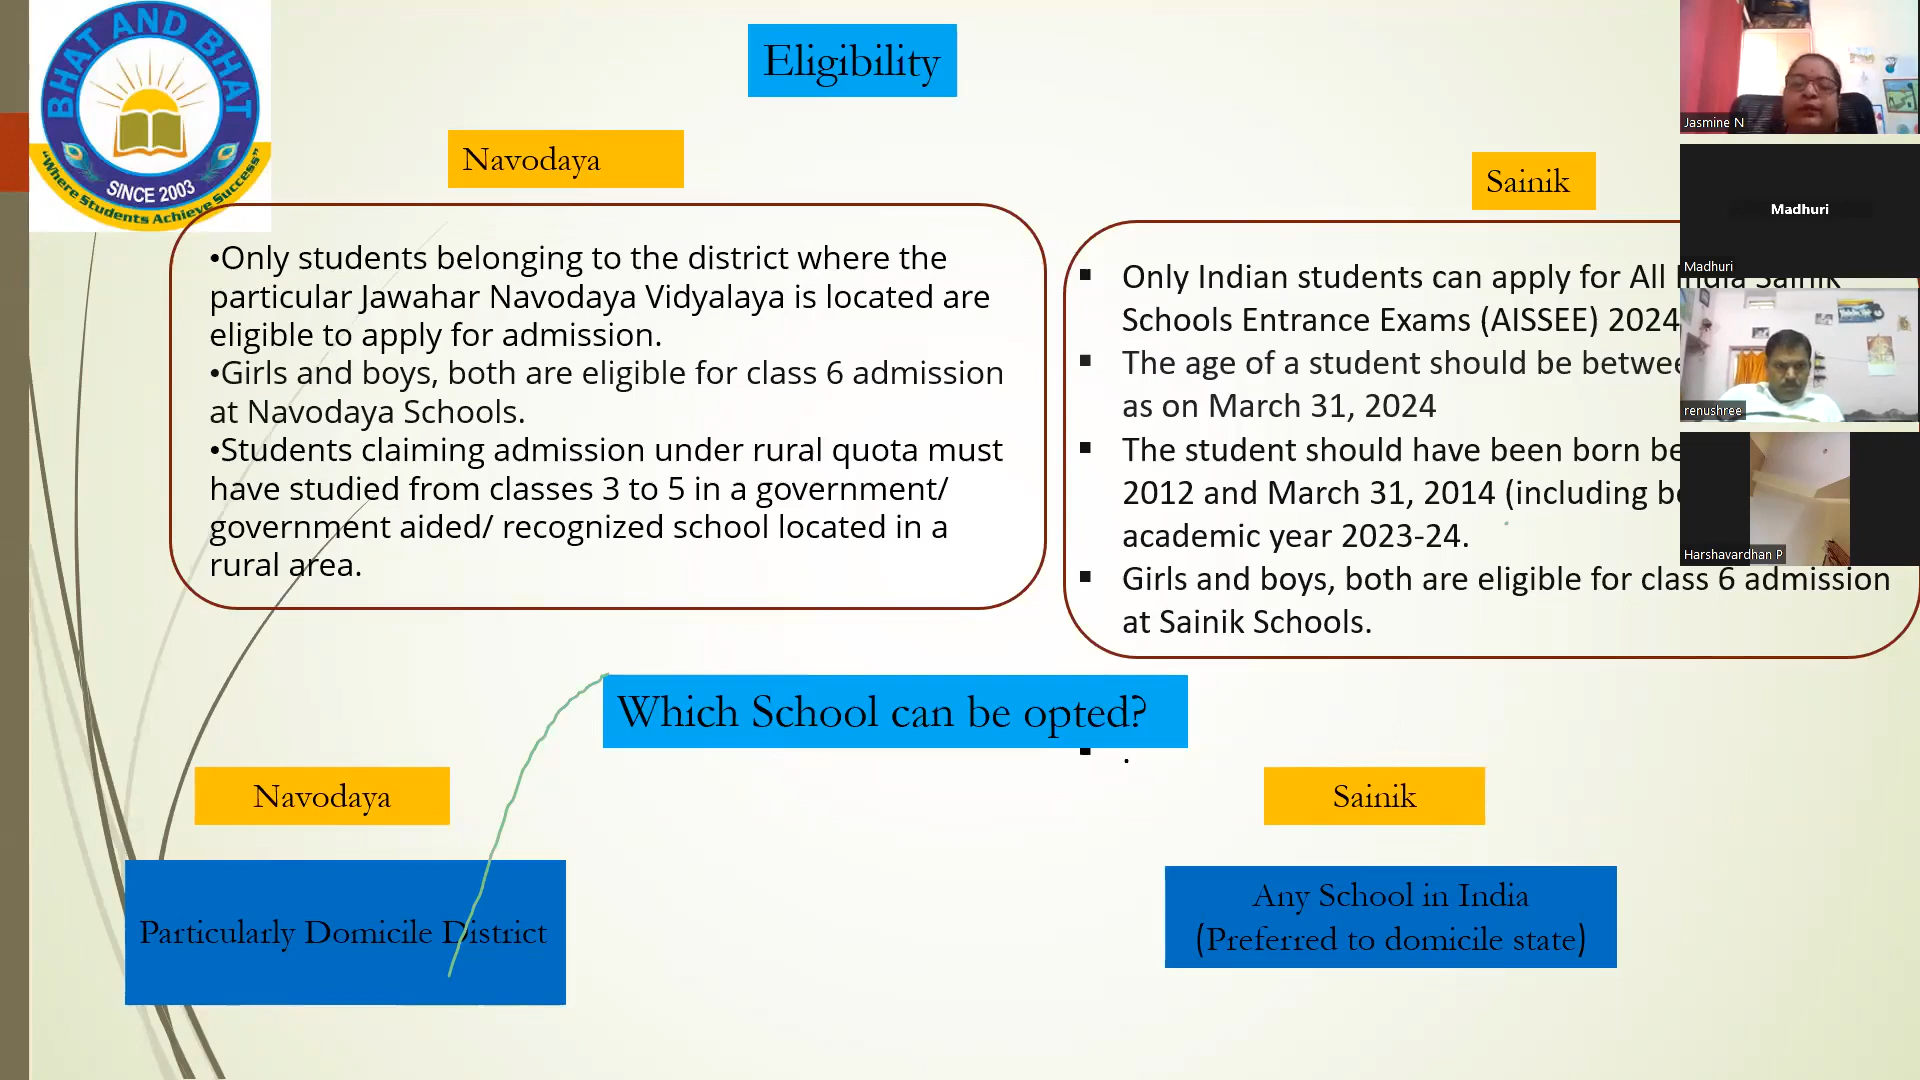 BHAT AND BHAT
SINCE 2003
"Where Students Achieve Success"
Eligibility
Navodaya
•Only students belonging to the district where the
particular Jawahar Navodaya Vidyalaya is located are
eligible to apply for admission.
•Girls and boys, both are eligible for class 6 admission
at Navodaya Schools.
•Students claiming admission under rural quota must
have studied from classes 3 to 5 in a government/
government aided/ recognized school located in a
rural area.
Sainik
▪ Only Indian students can apply for All India Sainik
Schools Entrance Exams (AISSEE) 2024
▪ The age of a student should be
as on March 31, 2024
▪ The student should have been born
2012 and March 31, 2014 (including
academic year 2023-24.
▪ Girls and boys, both are eligible for class 6 admission
at Sainik Schools.
Which School can be opted?
▪ .
Navodaya
Particularly Domicile District
Sainik
Any School in India
(Preferred to domicile state)
Jasmine N
Madhuri
Madhuri
renushree
Harshavardhan P